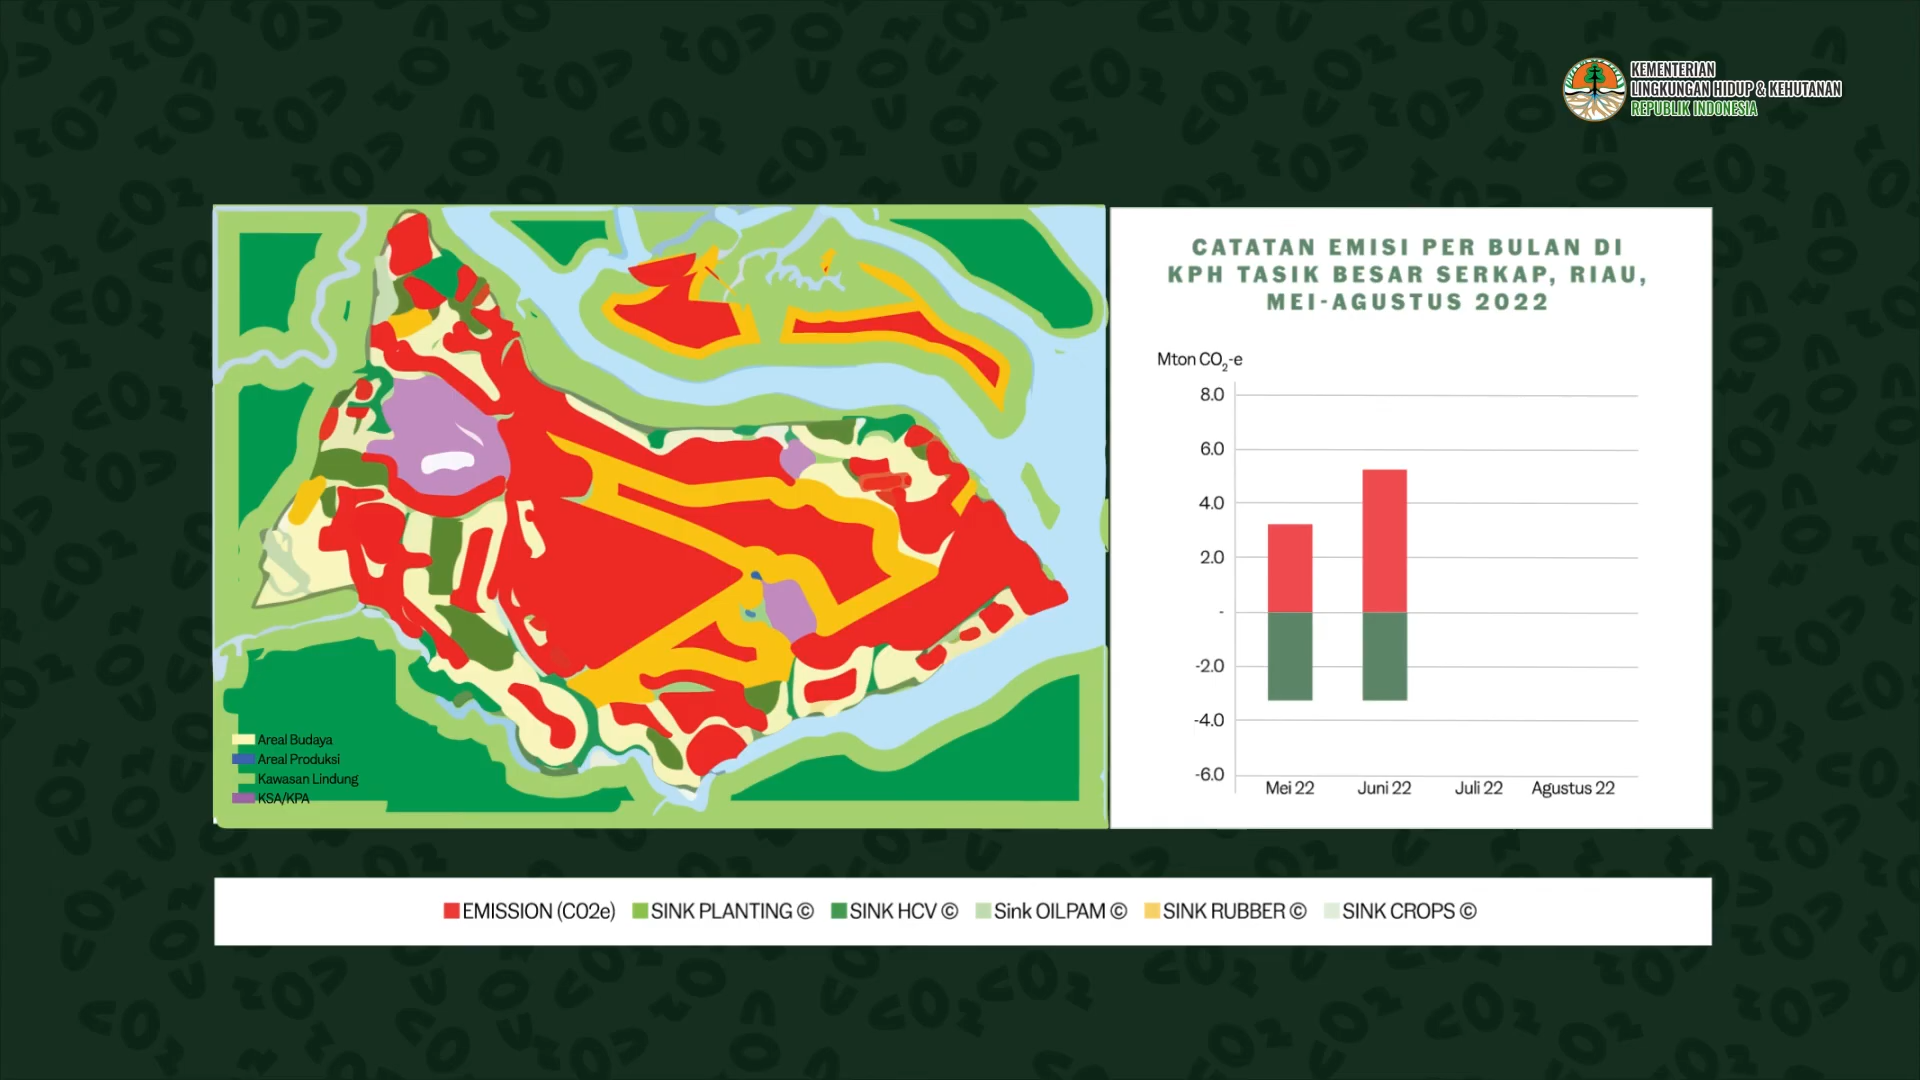 KEMENTERIAN
LINGKUNGAN HIDUP & KEHUTANAN
REPUBLIK INDONESIA
CATATAN EMISI PER BULAN DI
KPH TASIK BESAR SERKAP, RIAU,
MEI-AGUSTUS 2022
Mton CO2-e
8.0
6.0
4.0
2.0
-
-2.0
-4.0
-6.0
Mei 22 Juni 22 Juli 22 Agustus 22
Areal Budaya
Areal Produksi
Kawasan Lindung
KSA/KPA
EMISSION (C02e) SINK PLANTING © SINK HCV © Sink OILPAM © SINK RUBBER © SINK CROPS ©